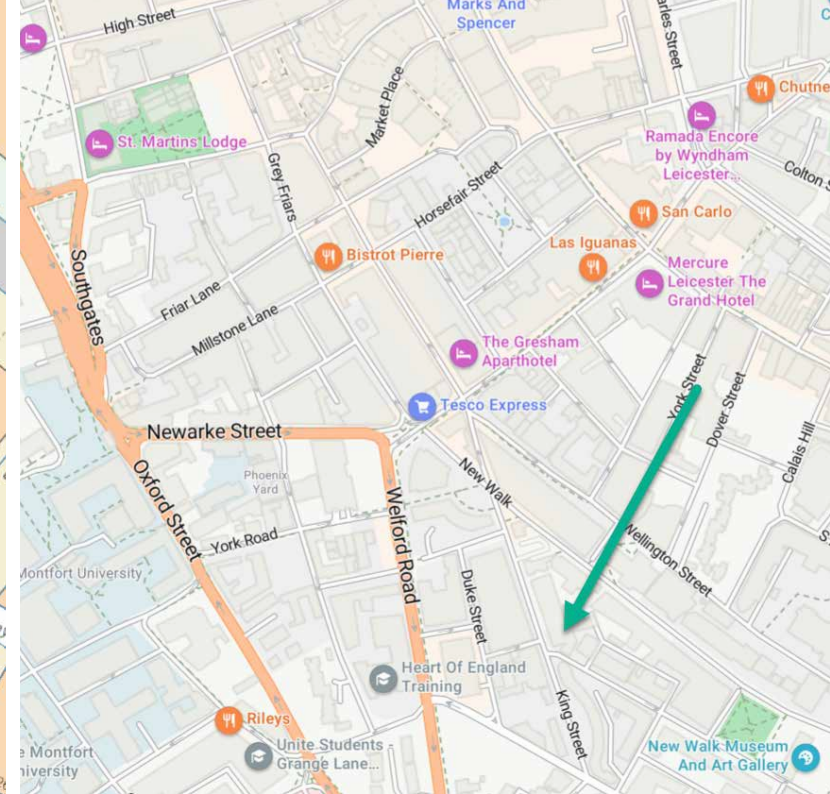 Marks And
Spencer
High Street
Market Place
St. Martins Lodge
Grey Friars
Horsefair Street
Ramada Encore
by Wyndham
Leicester...
San Carlo
Las Iguanas
Bistrot Pierre
Mercure
Leicester The
Grand Hotel
Southgates
Friar Lane
Millstone Lane
The Gresham
Aparthotel
York Street
Dover Street
Tesco Express
Newarke Street
Calais Hill
Oxford Street
Phoenix
Yard
New Walk
Welford Road
York Road
Wellington Street
Montfort University
Duke Street
Heart Of England
Training
King Street
Rileys
Unite Students -
Grange Lane...
New Walk Museum
And Art Gallery